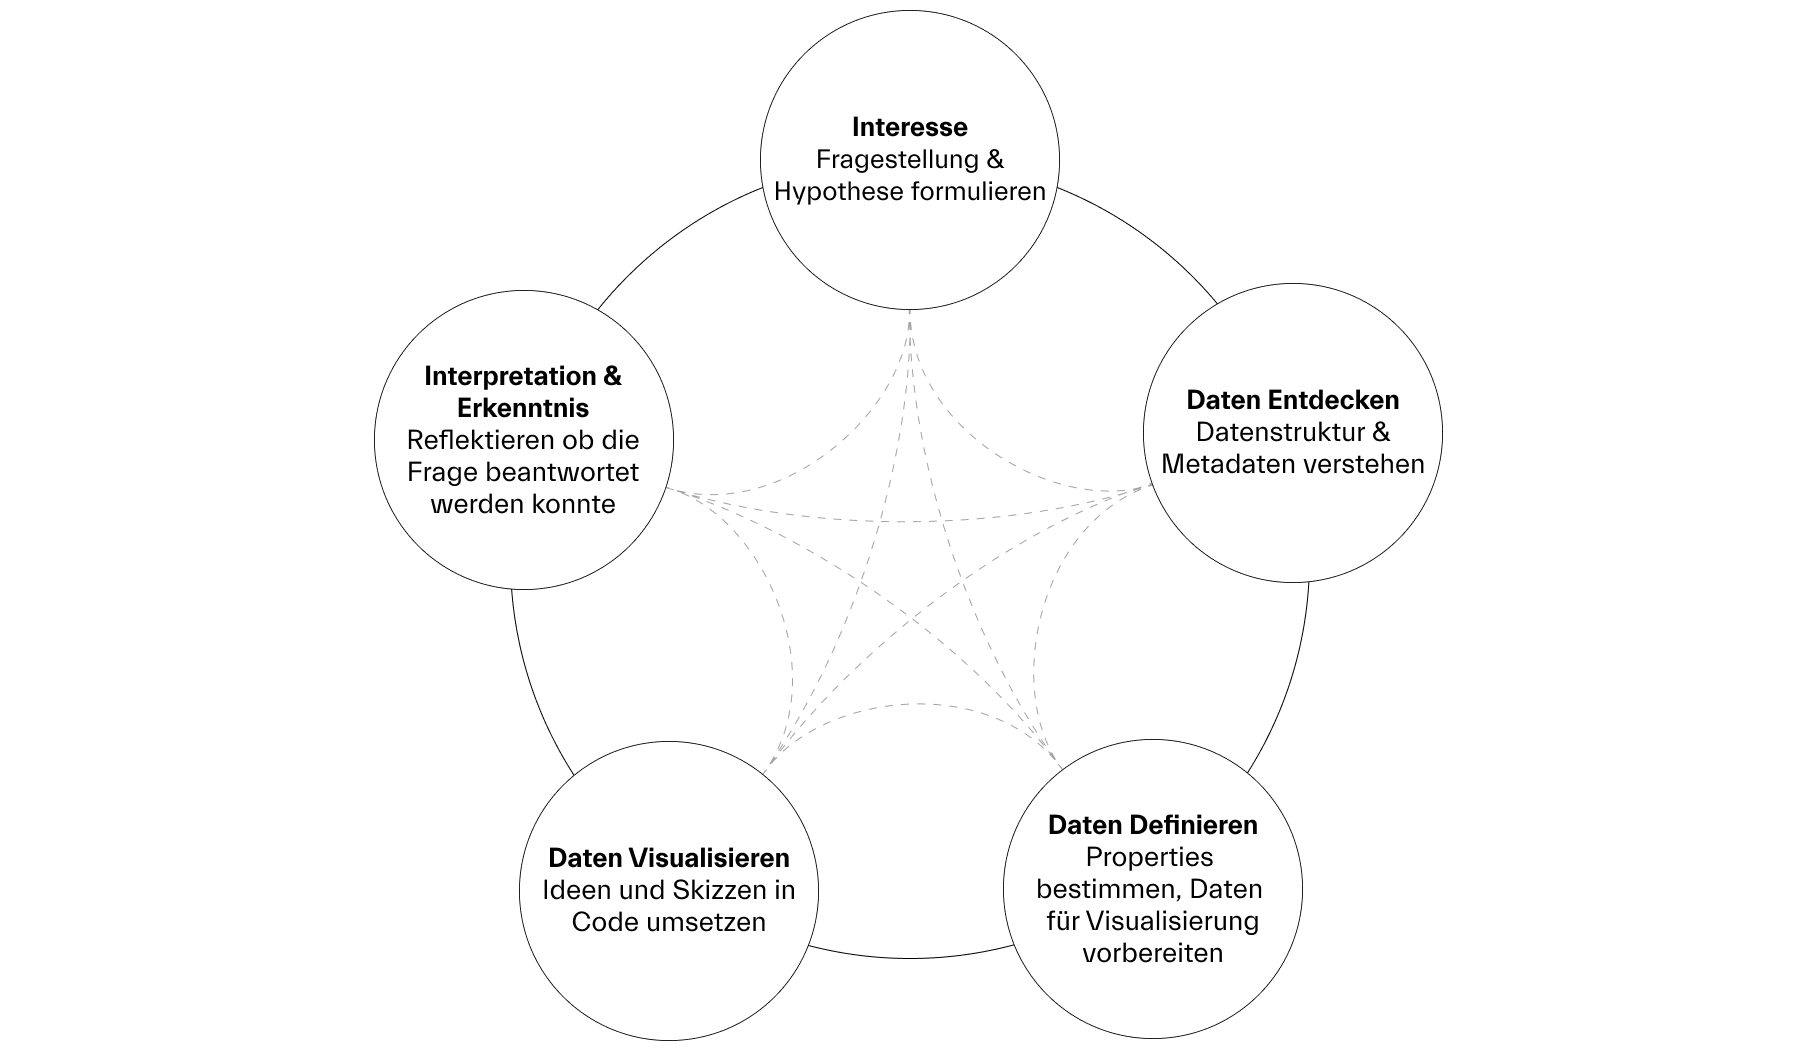 Interesse
Fragestellung &
Hypothese formulieren
Daten Entdecken
Datenstruktur &
Metadaten verstehen
Daten Definieren
Properties
bestimmen, Daten
für Visualisierung
vorbereiten
Daten Visualisieren
Ideen und Skizzen in
Code umsetzen
Interpretation &
Erkenntnis
Reflektieren ob die
Frage beantwortet
werden konnte